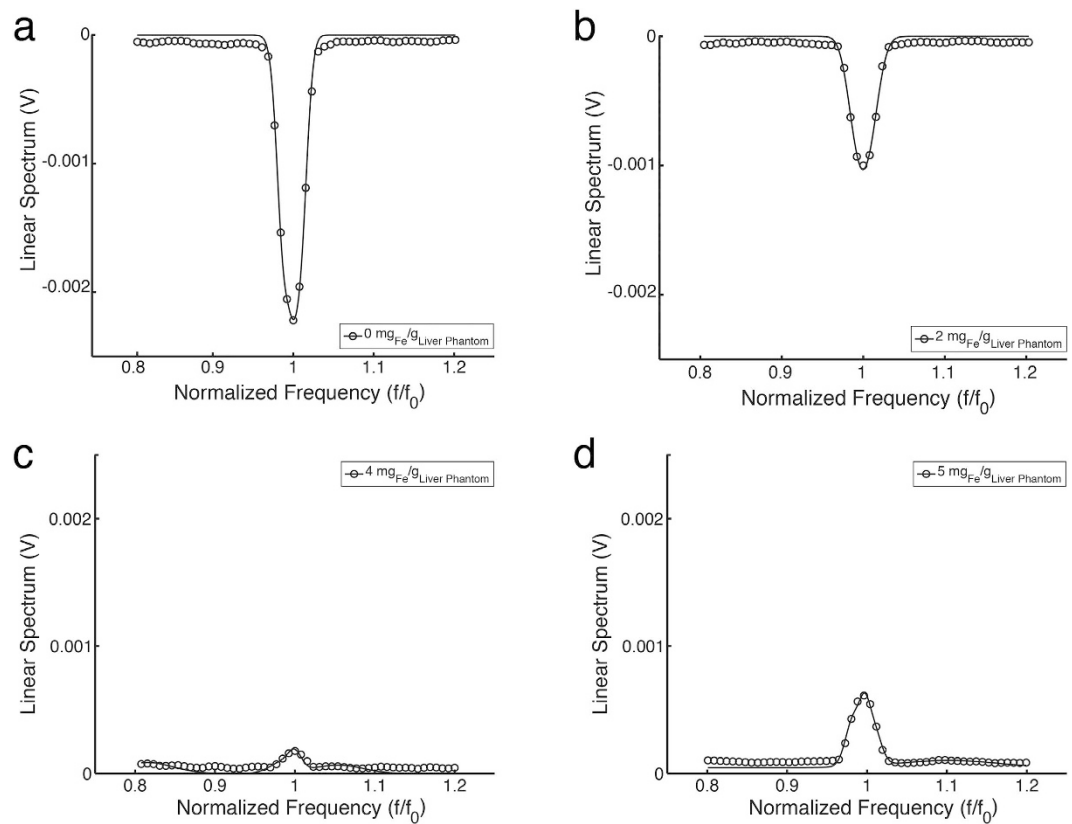 a
0
-0.001
-0.002
Linear Spectrum (V)
0 mgFe/gLiver Phantom
0.8 0.9 1 1.1 1.2
Normalized Frequency (f/f0)
b
0
-0.001
-0.002
Linear Spectrum (V)
2 mgFe/gLiver Phantom
0.8 0.9 1 1.1 1.2
Normalized Frequency (f/f0)
c
4 mgFe/gLiver Phantom
0.002
0.001
0
Linear Spectrum (V)
0.8 0.9 1 1.1 1.2
Normalized Frequency (f/f0)
d
5 mgFe/gLiver Phantom
0.002
0.001
0
Linear Spectrum (V)
0.8 0.9 1 1.1 1.2
Normalized Frequency (f/f0)